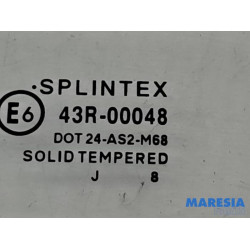 ·SPLINTEX
E6 43R-00048
DOT 24-AS2-M68
SOLID TEMPERED
J 8
MARESIA